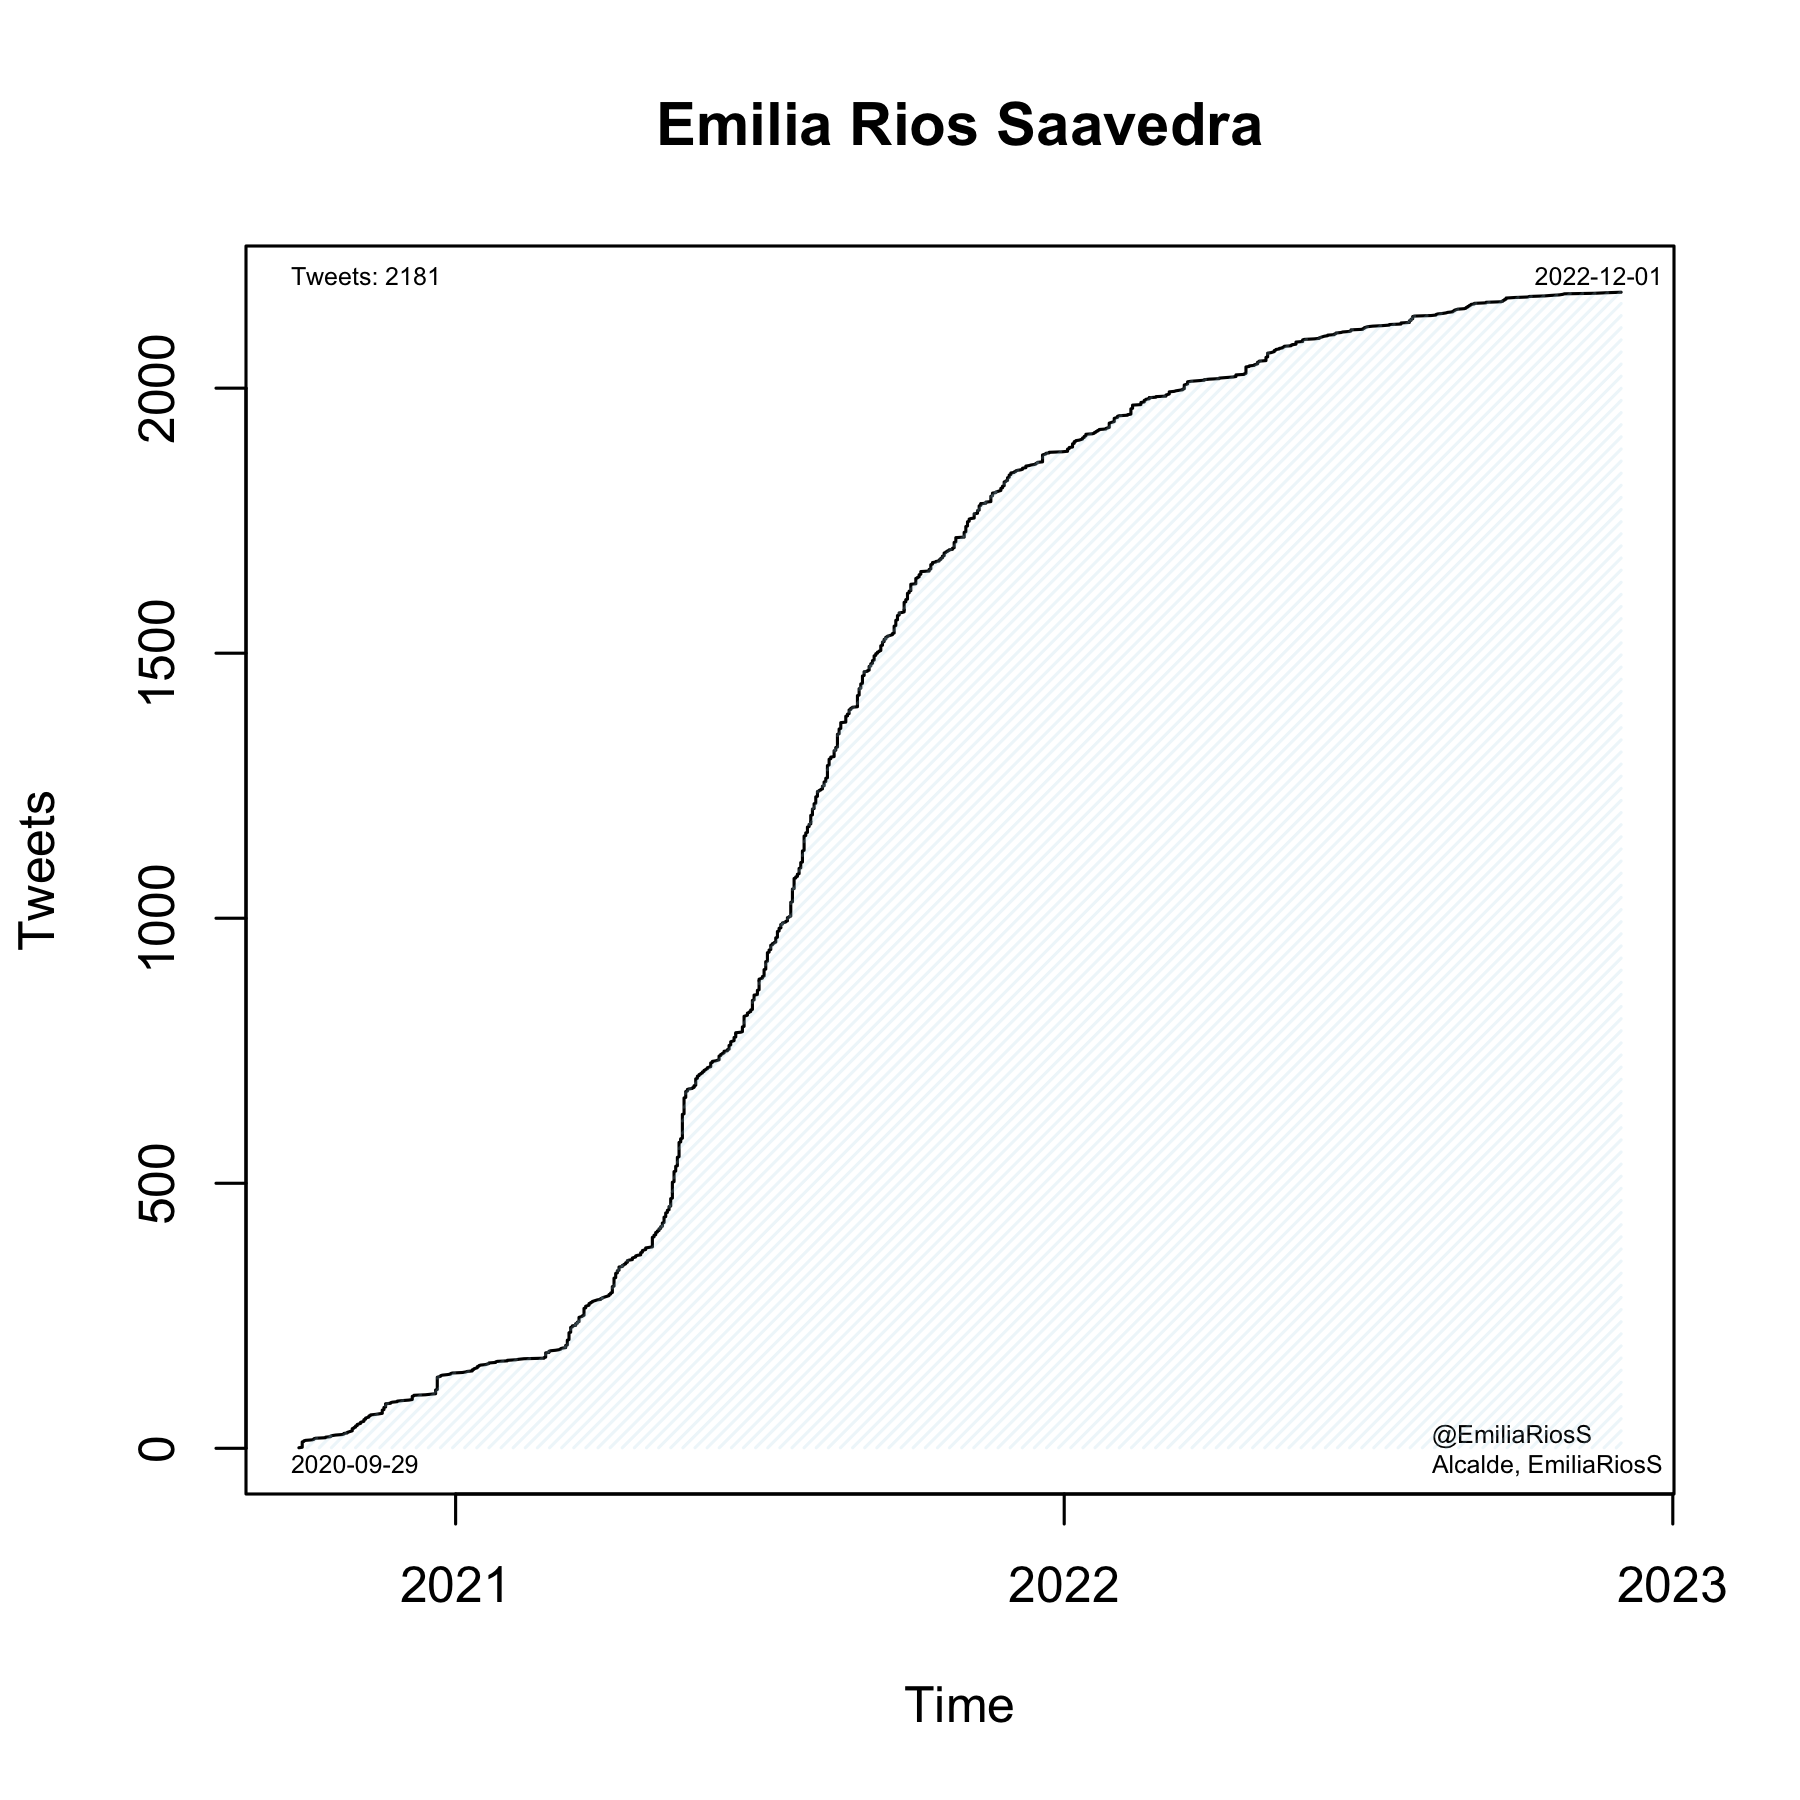 Emilia Rios Saavedra
Tweets: 2181
2022-12-01
2000
1500
1000
500
0
Tweets
@EmiliaRiosS
2020-09-29
Alcalde, EmiliaRiosS
2021
2022
2023
Time